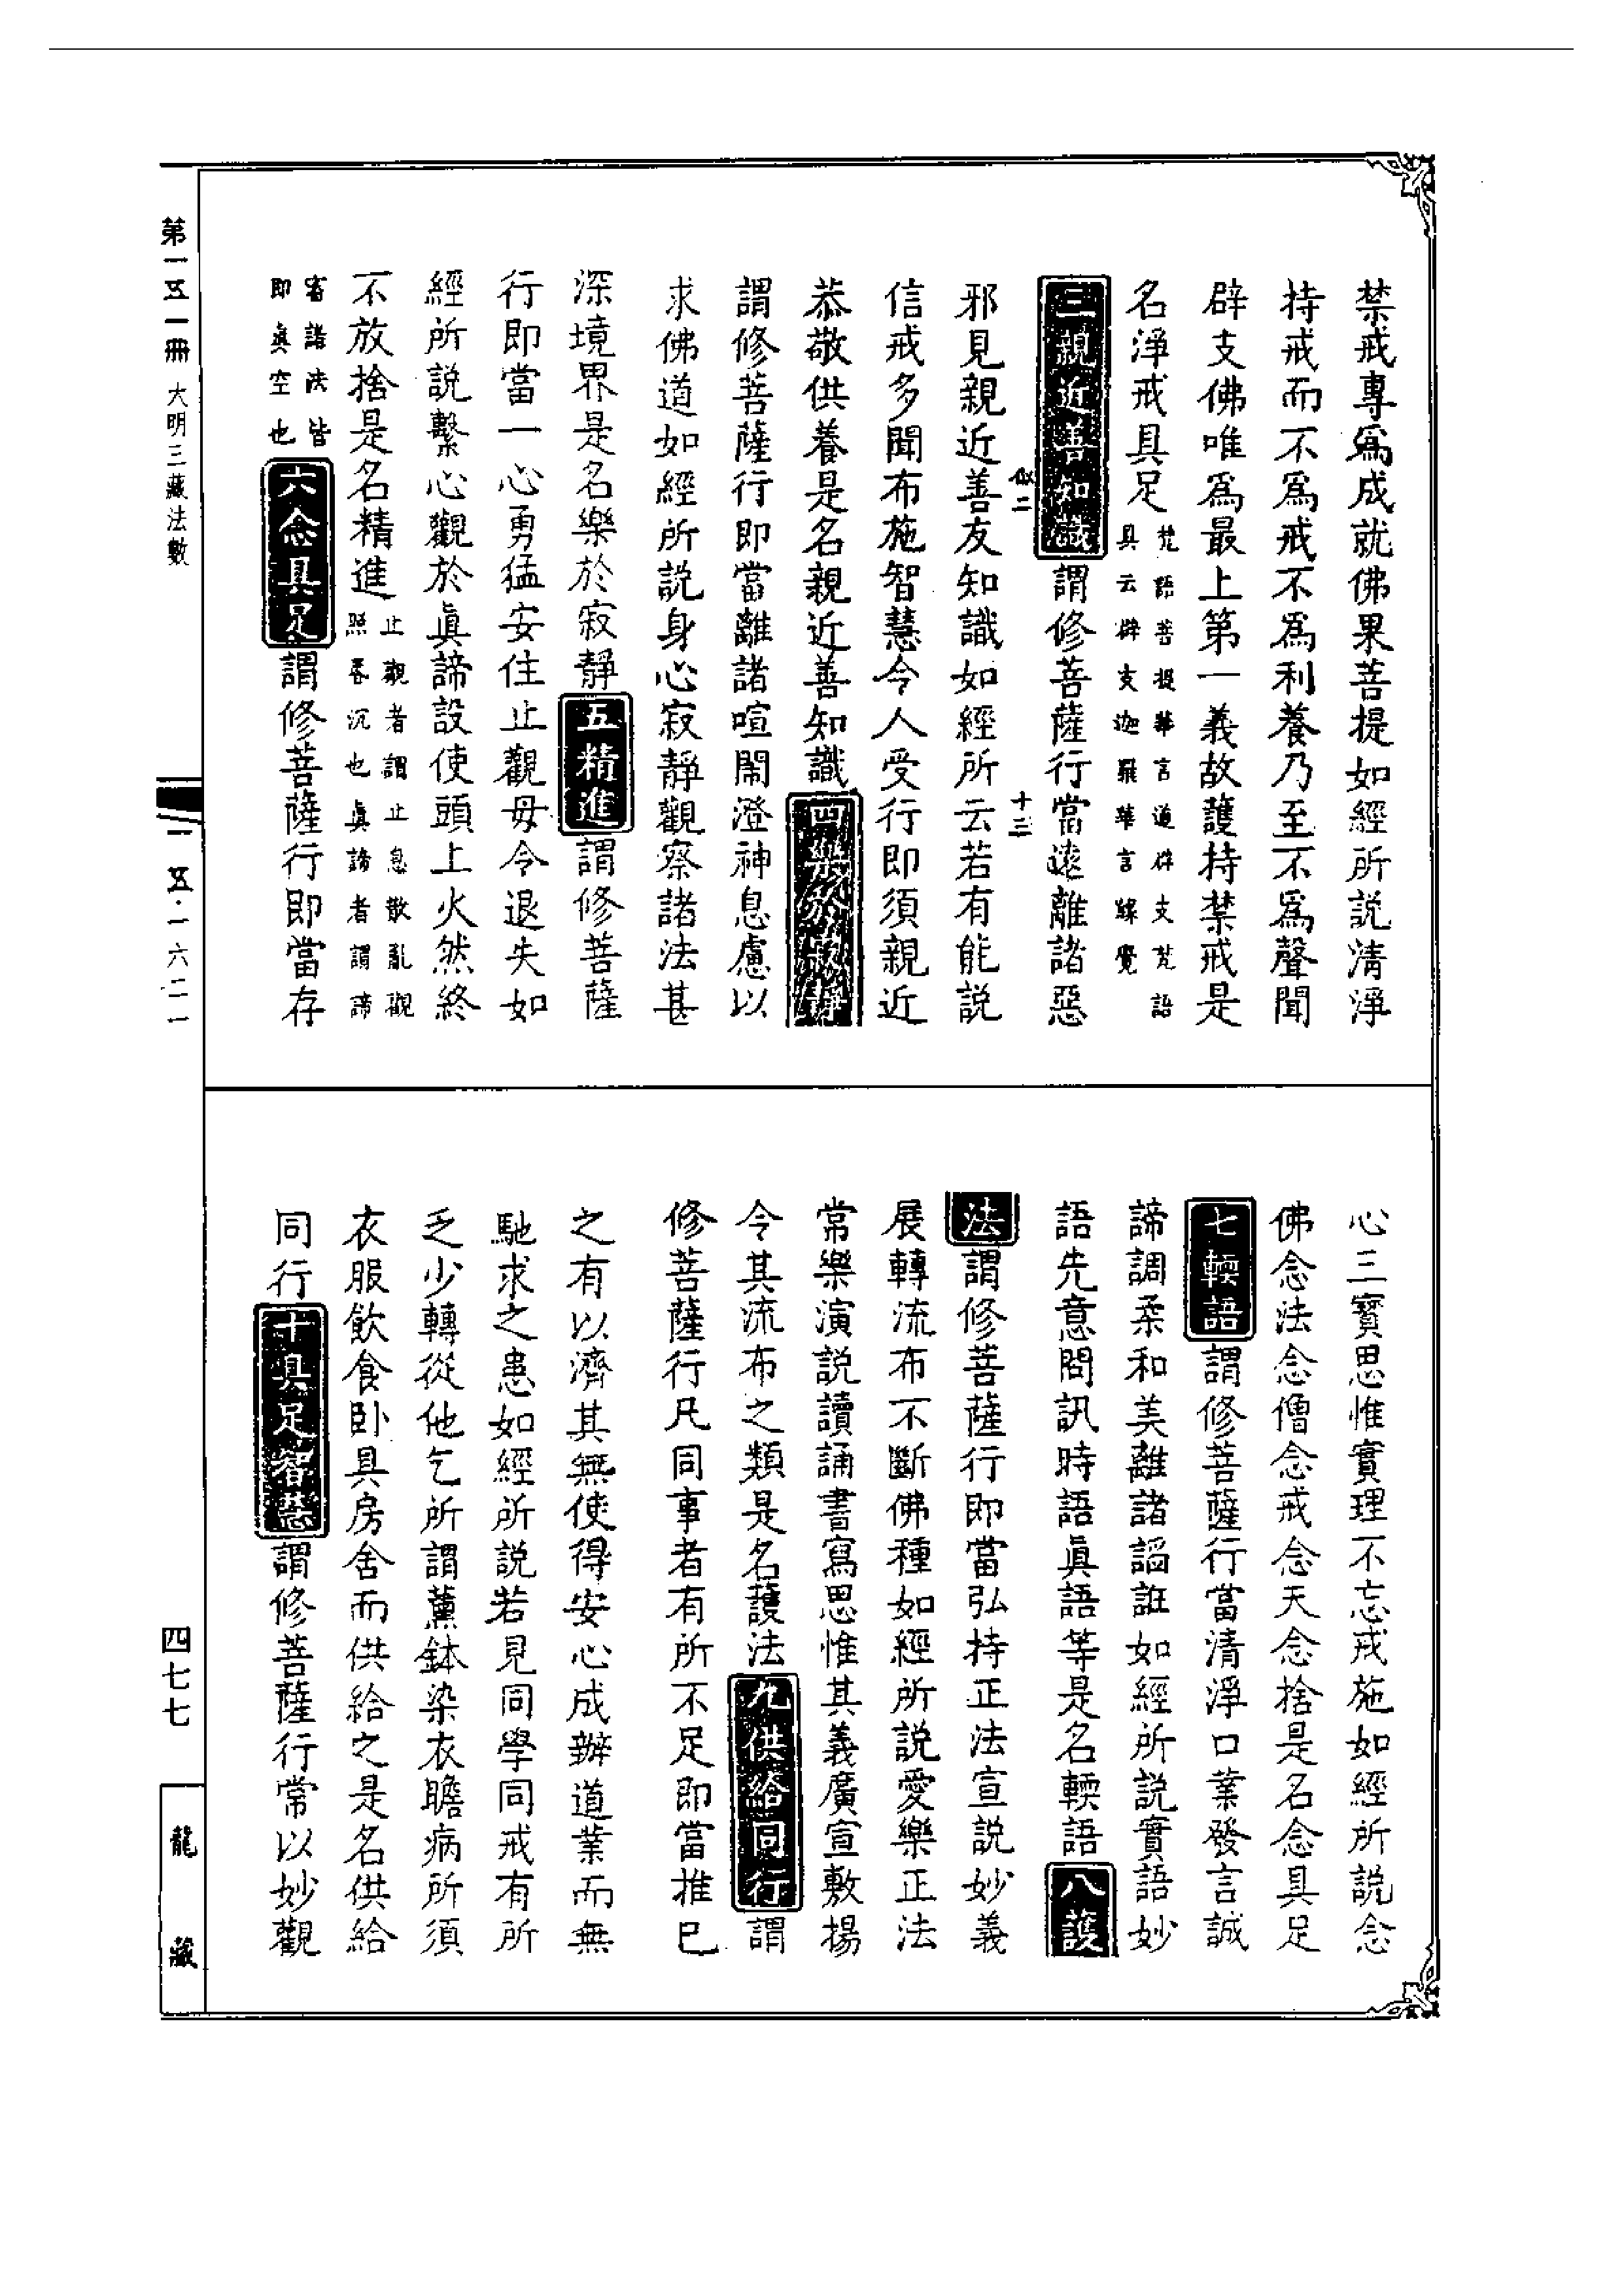 禁戒專爲成就佛果菩提如經所説清淨
持戒而不爲戒不爲利養乃至不爲聲聞
辟支佛唯爲最上第一義故護持禁戒是
名淨戒具足梵語菩提華言道辟支梵語
具云辟支迦羅華言緣覺
三親近善知識謂修菩薩行當遠離諸惡
似二
十三
邪見親近善友知識如經所云若有能説
信戒多聞布施智慧令人受行即須親近
恭敬供養是名親近善知識四樂於寂靜
謂修菩薩行即當離諸喧鬧澄神息慮以
求佛道如經所説身心寂靜觀察諸法甚
深境界是名樂於寂靜五精進謂修菩薩
行即當一心勇猛安住止觀毋令退失如
經所説繫心觀於眞諦設使頭上火然終
不放捨是名精進止觀者謂止息散亂觀
照昏沉也眞諦者謂諦
審諸法皆
即眞空也
六念具足謂修菩薩行即當存
心三寳思惟實理不忘戒施如經所説念
佛念法念僧念戒念天念捨是名念具足
七輭語謂修菩薩行當清淨口業發言誠
諦調柔和美離諸謟誑如經所説實語妙
語先意問訊時語眞語等是名輭語八護
法謂修菩薩行即當弘持正法宣説妙義
展轉流布不斷佛種如經所説愛樂正法
常樂演説讀誦書寫思惟其義廣宣敷揚
令其流布之類是名護法九供給同行謂
修菩薩行凡同事者有所不足即當推已
之有以濟其無使得安心成辦道業而無
馳求之患如經所説若見同學同戒有所
乏少轉從他乞所謂薰鉢染衣瞻病所須
衣服飲食卧具房舍而供給之是名供給
同行十具足智慧謂修菩薩行常以妙觀
第一五一冊 大明三藏法數
一五·一六二一
四七七
龍藏